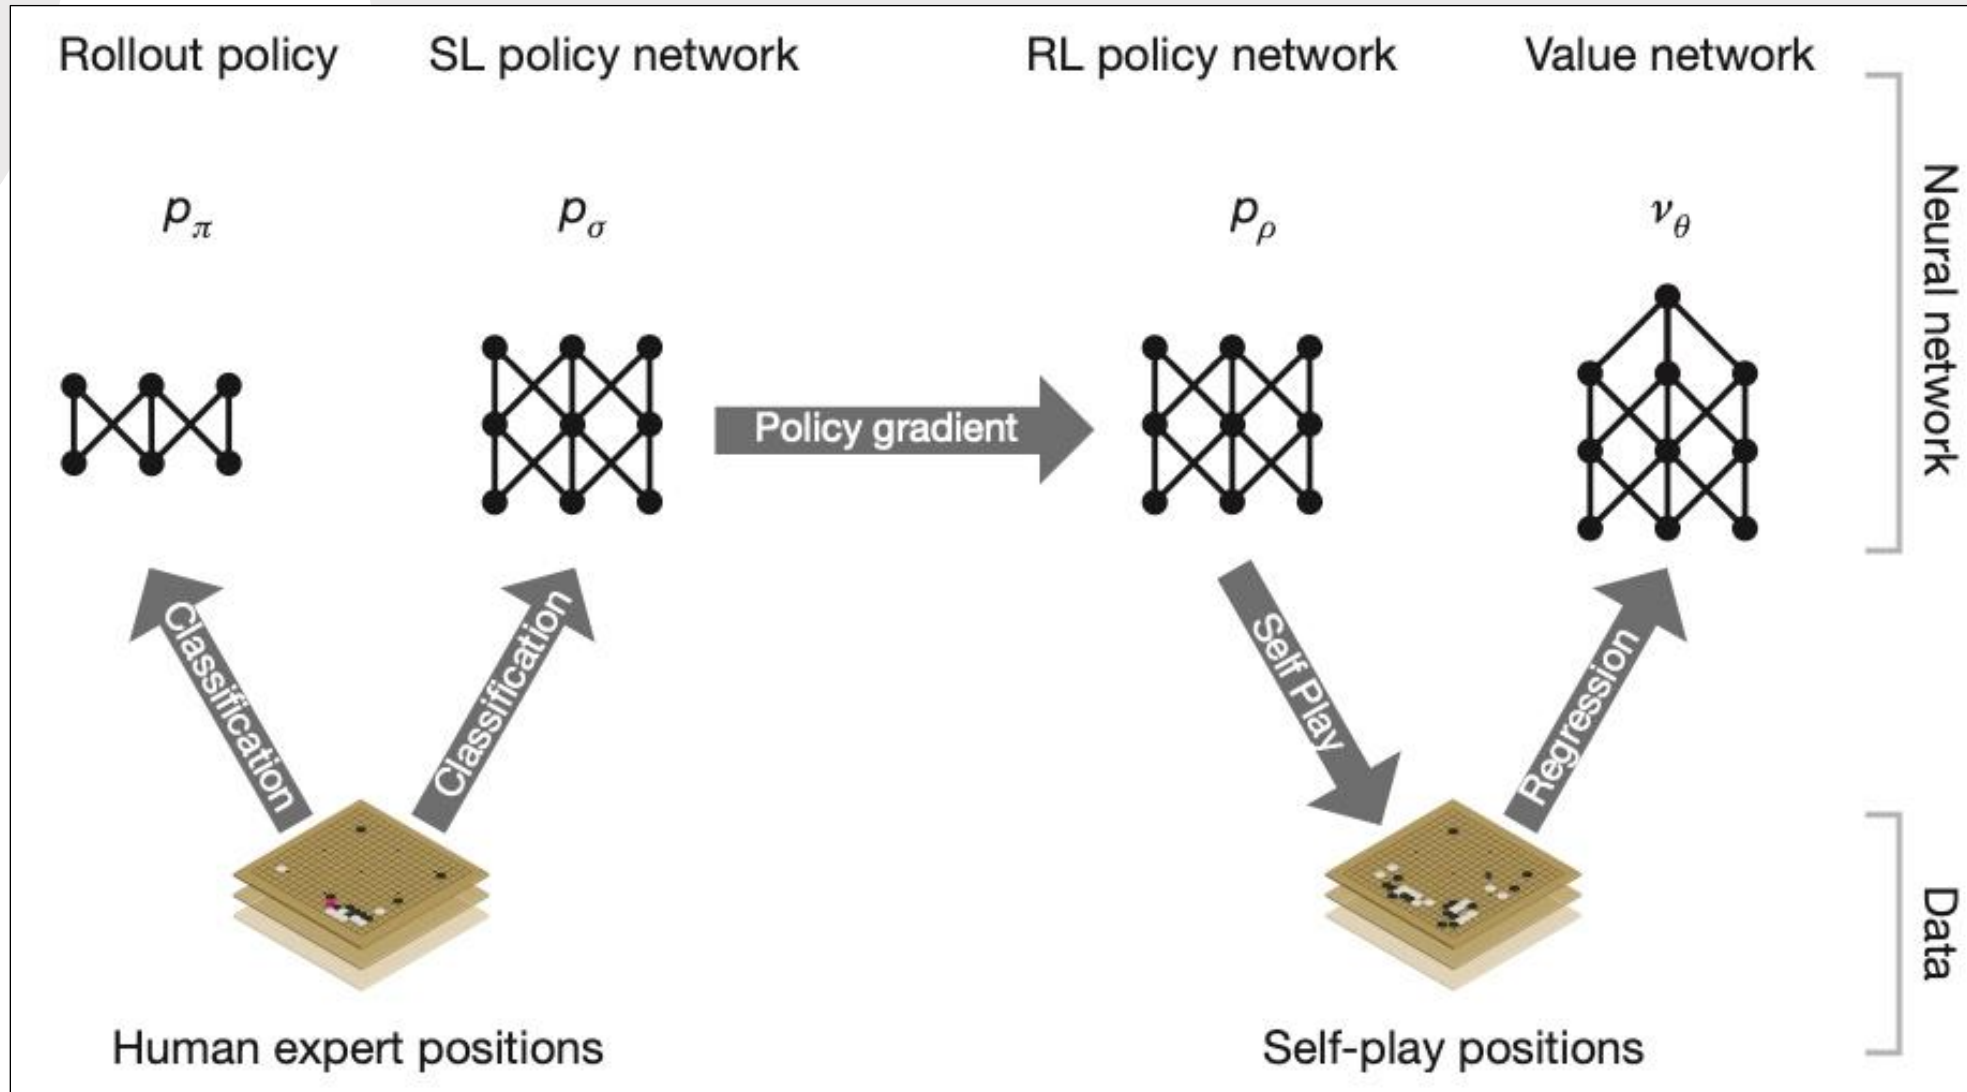 Rollout policy
SL policy network
RL policy network
Value network
pπ
pσ
pρ
νθ
Neural network
Policy gradient
Classification
Classification
Self Play
Regression
Data
Human expert positions
Self-play positions